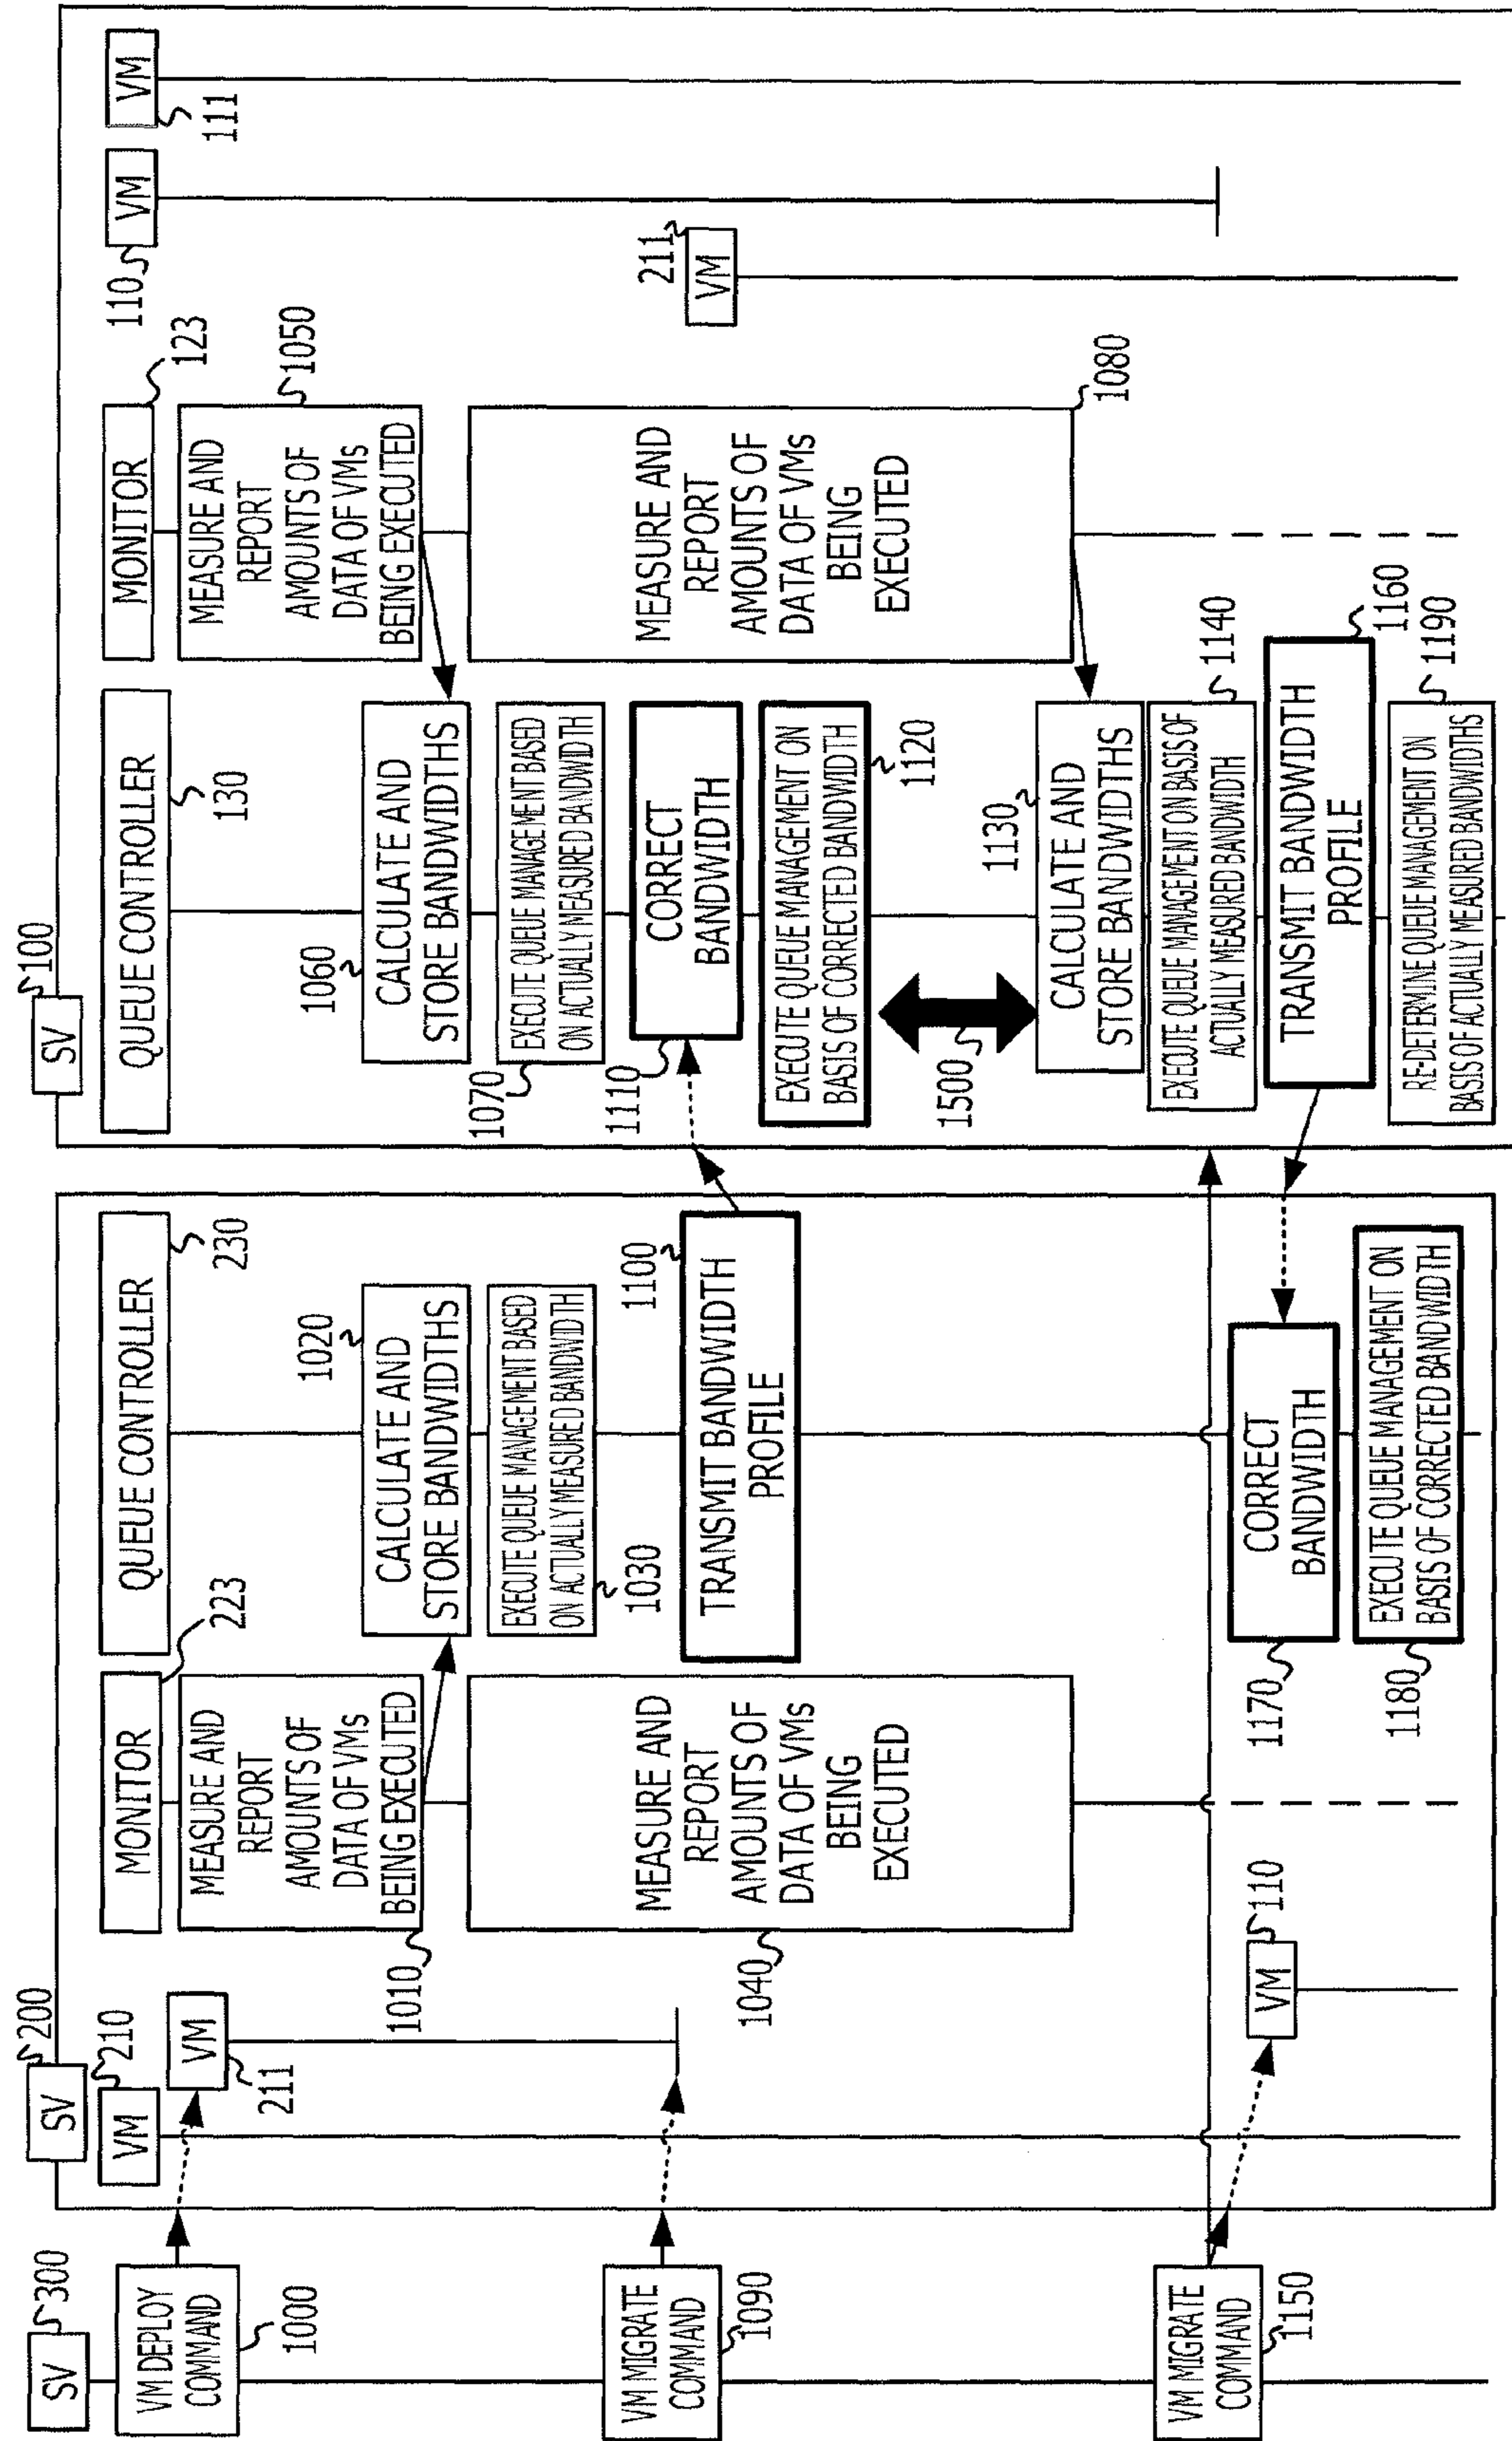 SV
300
VM DEPLOY
COMMAND
1000
VM MIGRATE
COMMAND
1090
VM MIGRATE
COMMAND
1150
SV
200
VM
210
VM
211
VM
110
MONITOR
223
MEASURE AND
REPORT
AMOUNTS OF
DATA OF VMs
BEING EXECUTED
1010
MEASURE AND
REPORT
AMOUNTS OF
DATA OF VMs
BEING
EXECUTED
1040
QUEUE CONTROLLER
230
CALCULATE AND
STORE BANDWIDTHS
1020
EXECUTE QUEUE MANAGEMENT BASED
ON ACTUALLY MEASURED BANDWIDTH
1030
TRANSMIT BANDWIDTH
PROFILE
1100
CORRECT
BANDWIDTH
1170
EXECUTE QUEUE MANAGEMENT ON
BASIS OF CORRECTED BANDWIDTH
1180
SV
100
QUEUE CONTROLLER
130
CALCULATE AND
STORE BANDWIDTHS
1060
EXECUTE QUEUE MANAGEMENT BASED
ON ACTUALLY MEASURED BANDWIDTH
1070
CORRECT
BANDWIDTH
1110
EXECUTE QUEUE MANAGEMENT ON
BASIS OF CORRECTED BANDWIDTH
1120
1500
CALCULATE AND
STORE BANDWIDTHS
1130
EXECUTE QUEUE MANAGEMENT ON BASIS OF
ACTUALLY MEASURED BANDWIDTH
1140
TRANSMIT BANDWIDTH
PROFILE
1160
RE-DETERMINE QUEUE MANAGEMENT ON
BASIS OF ACTUALLY MEASURED BANDWIDTHS
1190
MONITOR
123
MEASURE AND
REPORT
AMOUNTS OF
DATA OF VMs
BEING EXECUTED
1050
MEASURE AND
REPORT
AMOUNTS OF
DATA OF VMs
BEING
EXECUTED
1080
VM
211
VM
110
VM
111